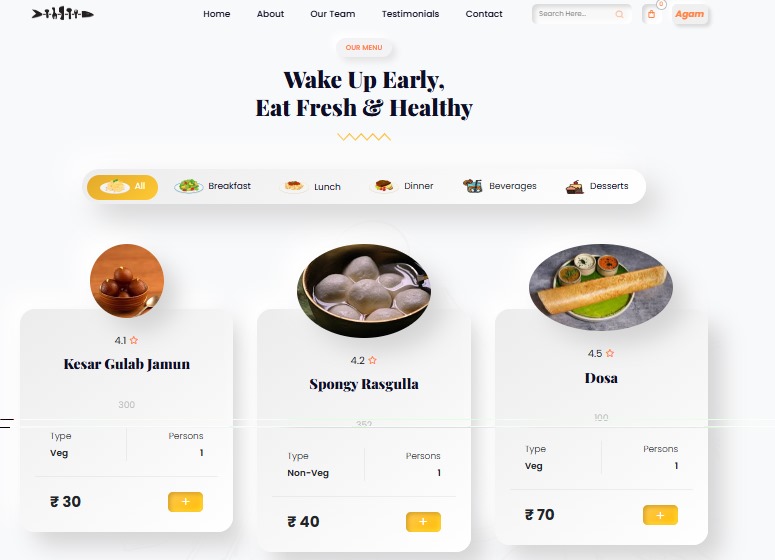 Home About Our Team Testimonials Contact Search Here... 0 Agam
OUR MENU
Wake Up Early,
Eat Fresh & Healthy
All Breakfast Lunch Dinner Beverages Desserts
4.1
Kesar Gulab Jamun
300
Type Persons
Veg 1
₹ 30
+
4.2
Spongy Rasgulla
352
Type Persons
Non-Veg 1
₹ 40
+
4.5
Dosa
100
Type Persons
Veg 1
₹ 70
+